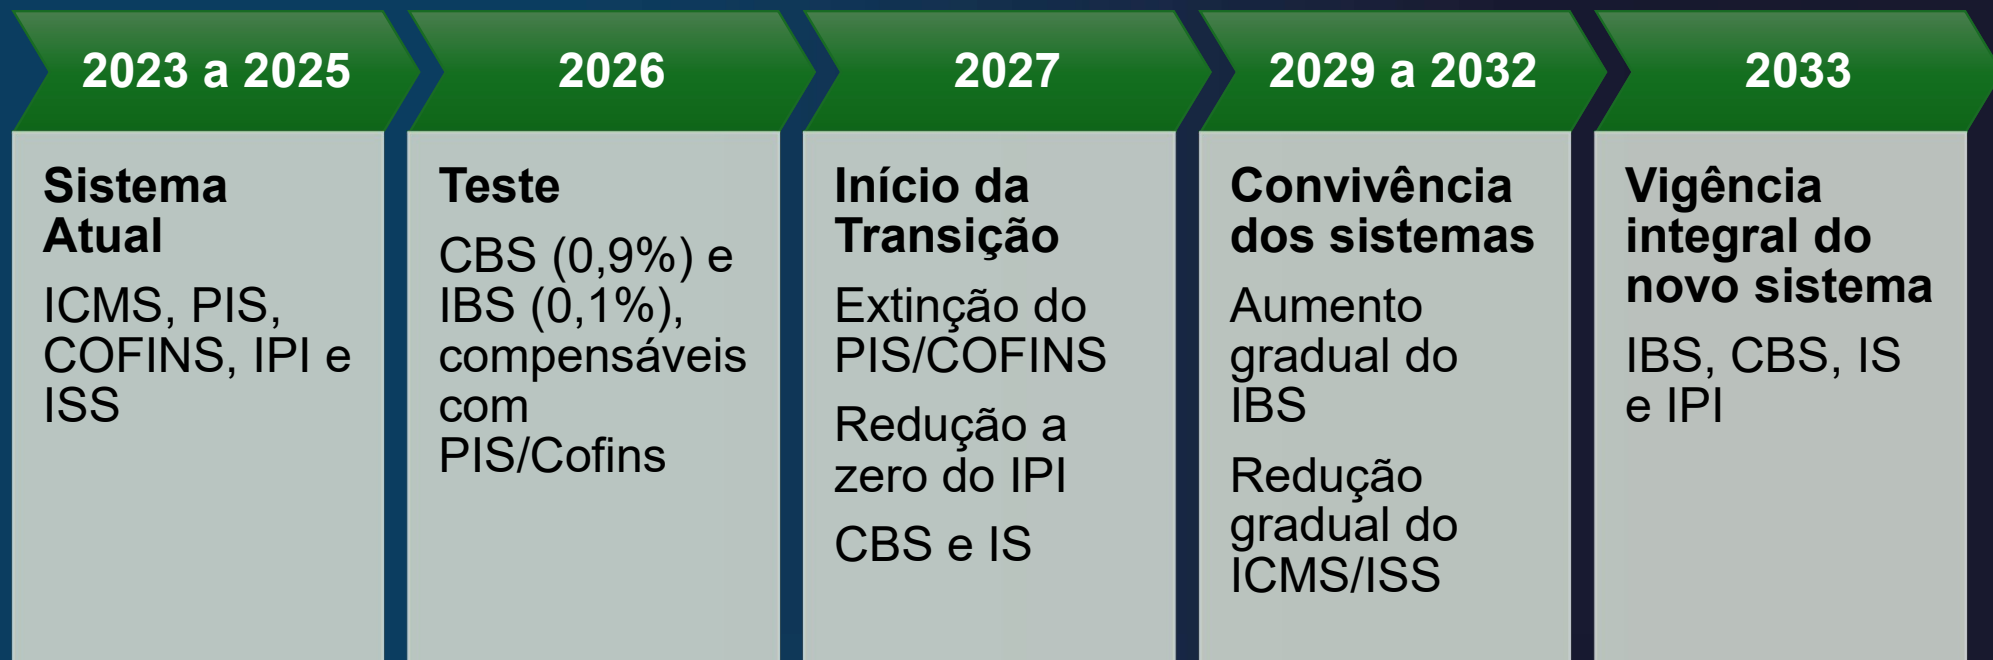 2023 a 2025
Sistema
Atual
ICMS, PIS,
COFINS, IPI e
ISS
2026
Teste
CBS (0,9%) e
IBS (0,1%),
compensáveis
com
PIS/Cofins
2027
Início da
Transição
Extinção do
PIS/COFINS
Redução a
zero do IPI
CBS e IS
2029 a 2032
Convivência
dos sistemas
Aumento
gradual do
IBS
Redução
gradual do
ICMS/ISS
2033
Vigência
integral do
novo sistema
IBS, CBS, IS
e IPI